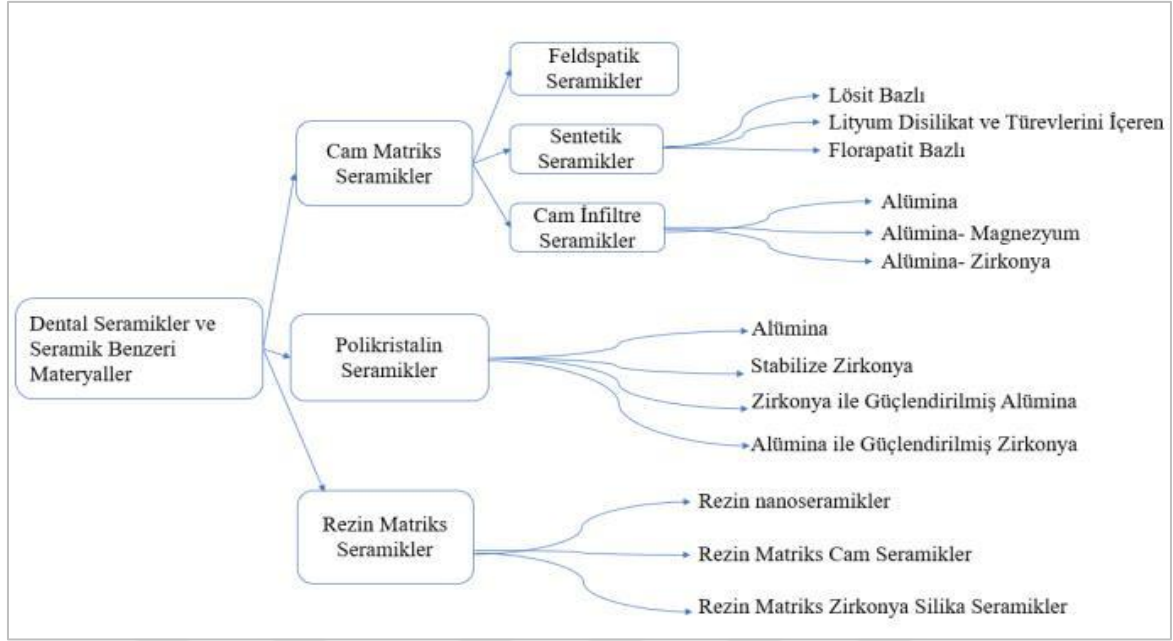 Feldspatik
Seramikler
Lösit Bazlı
Lityum Disilikat ve Türevlerini İçeren
Florapatit Bazlı
Cam Matriks
Seramikler
Sentetik
Seramikler
Cam İnfiltre
Seramikler
Alümina
Alümina- Magnezyum
Alümina- Zirkonya
Dental Seramikler ve
Seramik Benzeri
Materyaller
Polikristalin
Seramikler
Alümina
Stabilize Zirkonya
Zirkonya ile Güçlendirilmiş Alümina
Alümina ile Güçlendirilmiş Zirkonya
Rezin Matriks
Seramikler
Rezin nanoseramikler
Rezin Matriks Cam Seramikler
Rezin Matriks Zirkonya Silika Seramikler